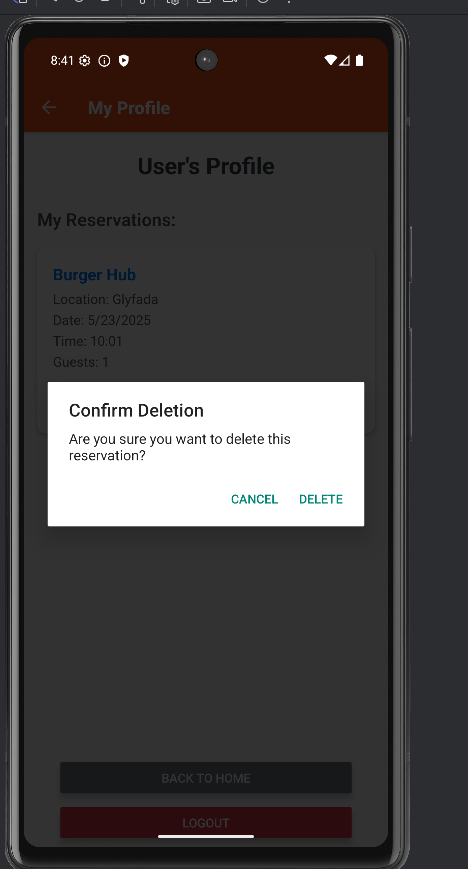 8:41
My Profile
User's Profile
My Reservations:
Burger Hub
Location: Glyfada
Date: 5/23/2025
Time: 10:01
Guests: 1
Confirm Deletion
Are you sure you want to delete this
reservation?
CANCEL DELETE
BACK TO HOME
LOGOUT